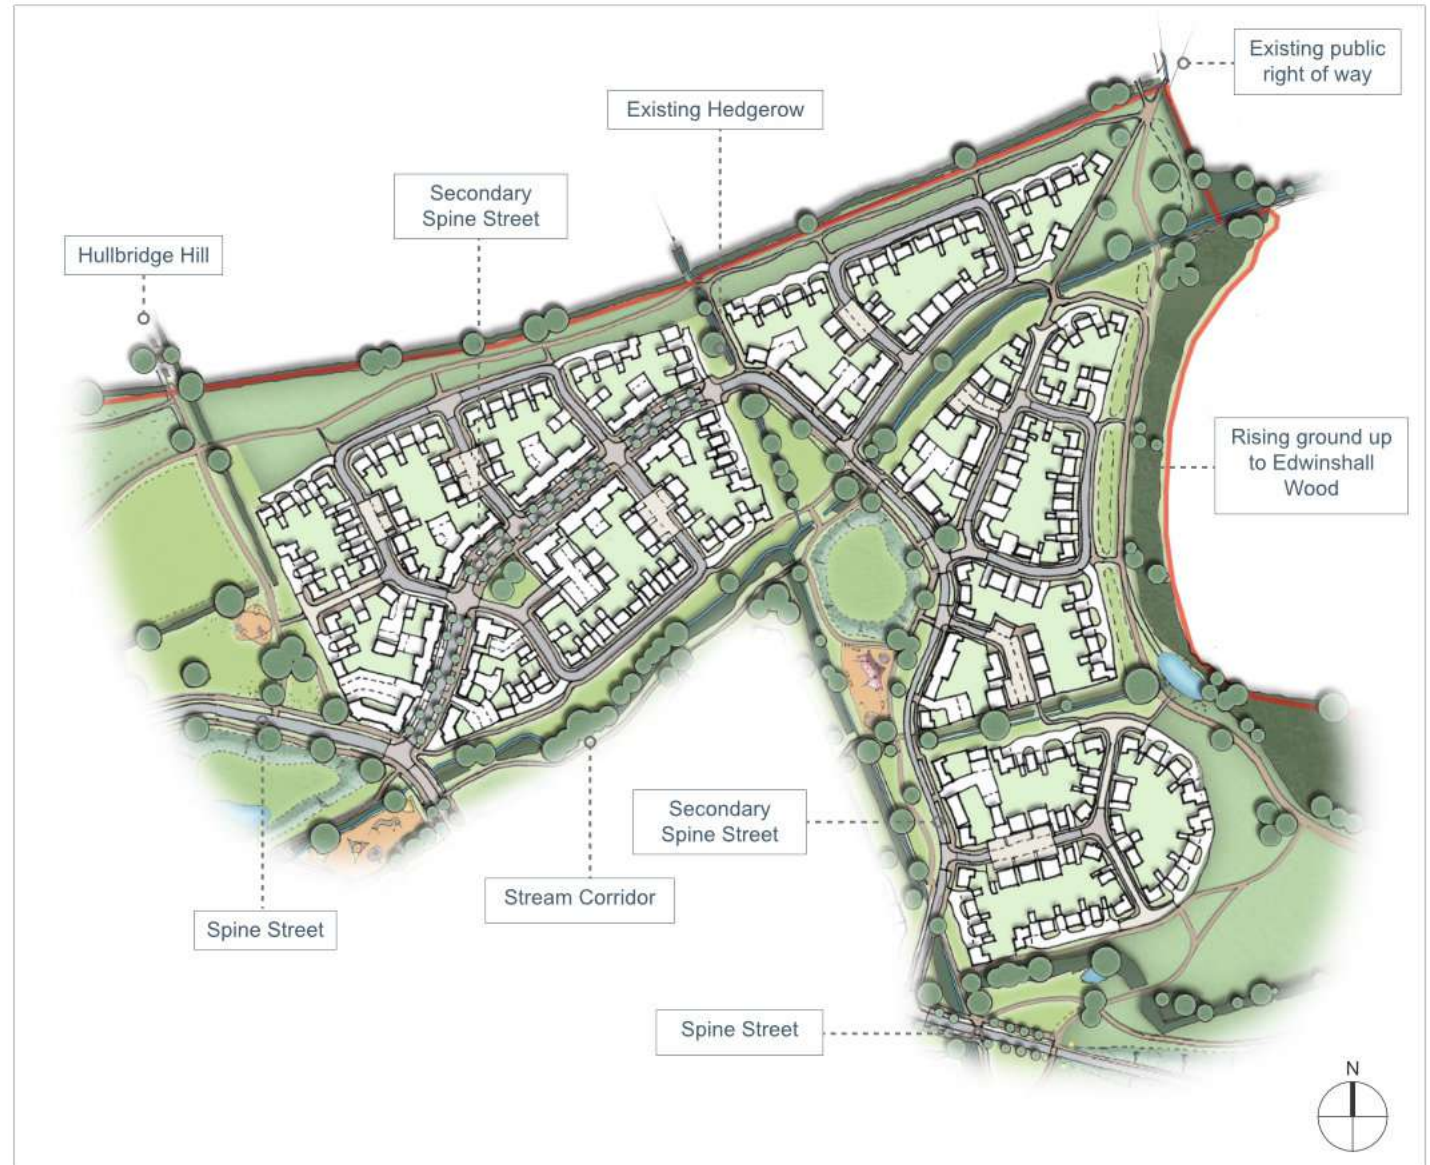 Existing public
right of way
Existing Hedgerow
Secondary
Spine Street
Hullbridge Hill
Rising ground up
to Edwinshall
Wood
Secondary
Spine Street
Stream Corridor
Spine Street
Spine Street
N